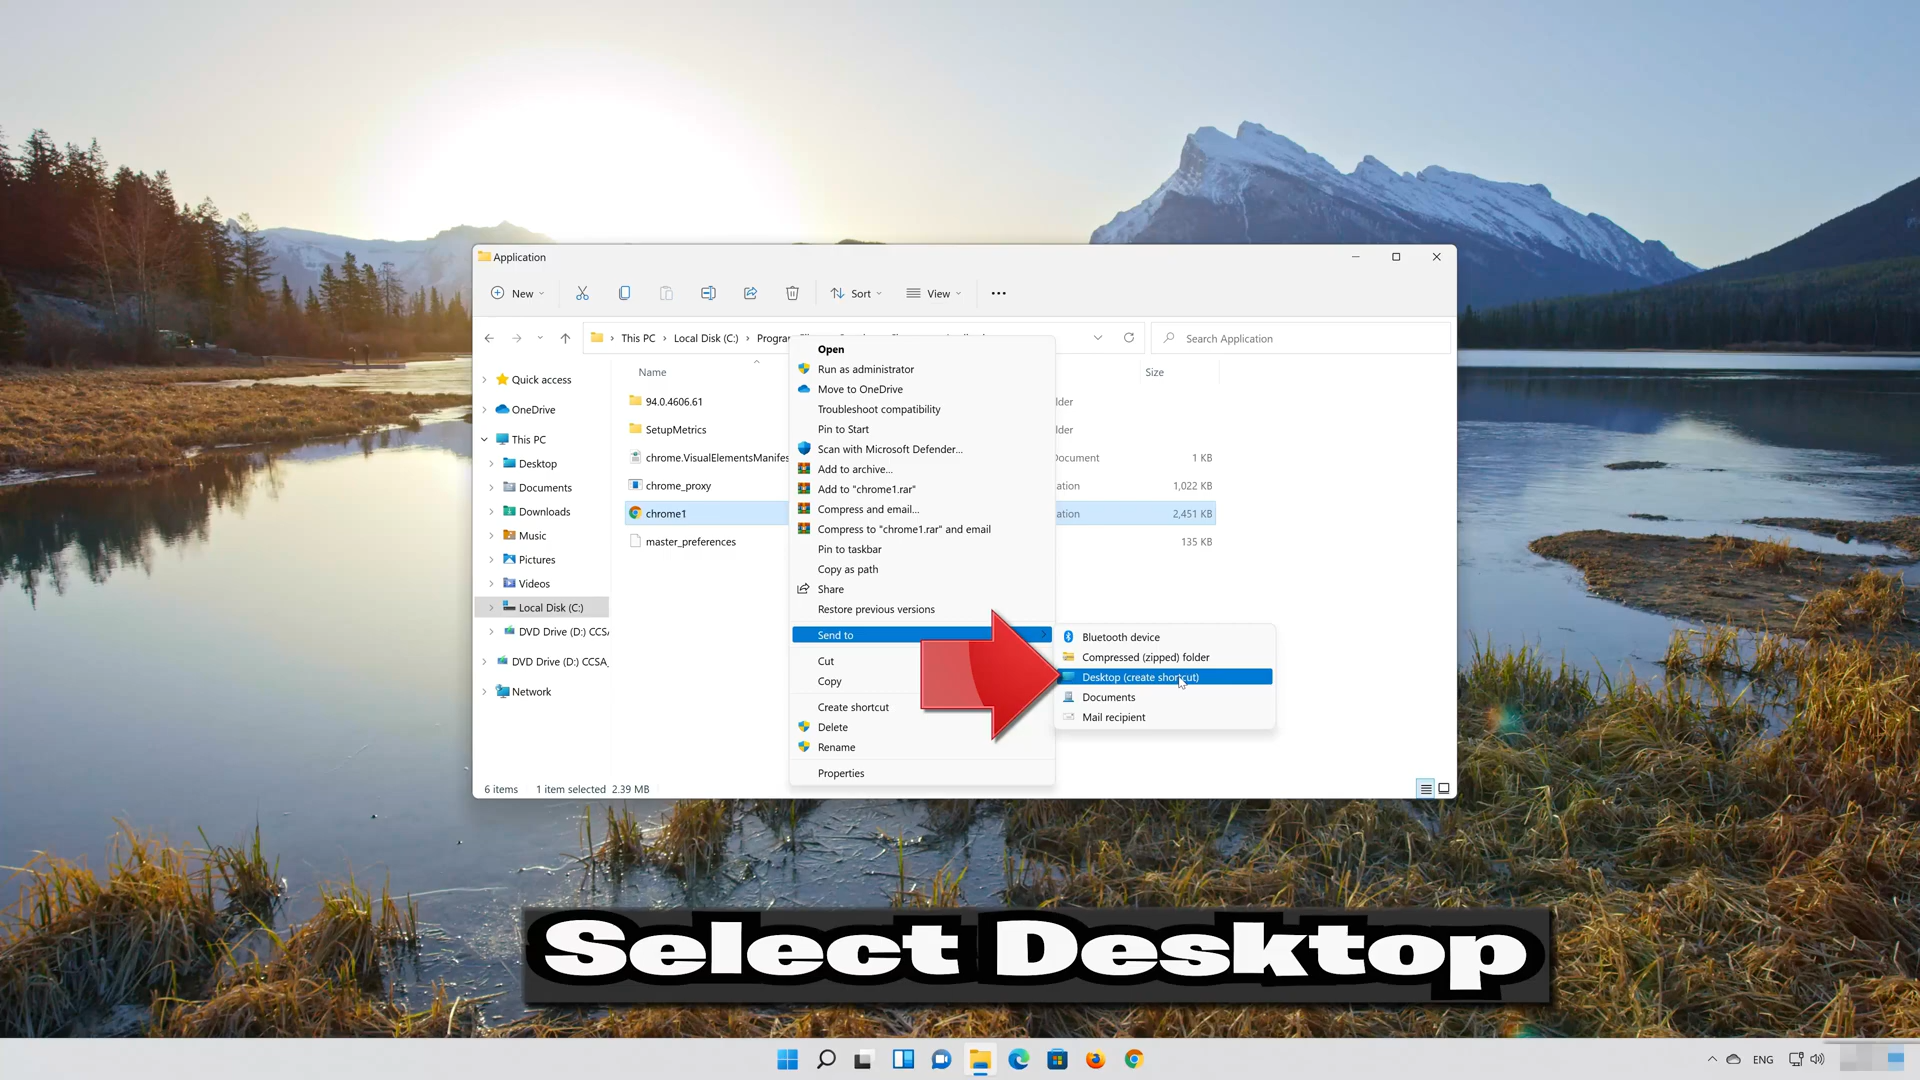 Application
New
Sort
View
This PC
Local Disk (C:)
Search Application
Name
Size
Quick access
OneDrive
This PC
Desktop
Documents
Downloads
Music
Pictures
Videos
Local Disk (C:)
DVD Drive (D:) CCSA
DVD Drive (D:) CCSA_
Network
94.0.4606.61
SetupMetrics
chrome.VisualElementsManifes
1 KB
chrome_proxy
1,022 KB
chrome1
2,451 KB
master_preferences
135 KB
Open
Run as administrator
Move to OneDrive
Troubleshoot compatibility
Pin to Start
Scan with Microsoft Defender...
Add to archive...
Add to "chrome1.rar"
Compress and email...
Compress to "chrome1.rar" and email
Pin to taskbar
Copy as path
Share
Restore previous versions
Send to
Cut
Copy
Create shortcut
Delete
Rename
Properties
Bluetooth device
Compressed (zipped) folder
Desktop (create shortcut)
Documents
Mail recipient
6 items
1 item selected 2.39 MB
Select Desktop
ENG